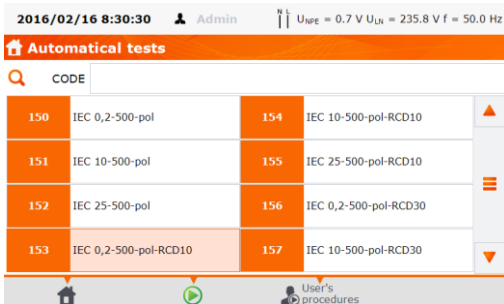 2016/02/16 8:30:30 Admin N L U_NPE = 0.7 V U_LN = 235.8 V f = 50.0 Hz
Automatical tests
CODE
150 IEC 0,2-500-pol 154 IEC 10-500-pol-RCD10
151 IEC 10-500-pol 155 IEC 25-500-pol-RCD10
152 IEC 25-500-pol 156 IEC 0,2-500-pol-RCD30
153 IEC 0,2-500-pol-RCD10 157 IEC 10-500-pol-RCD30
User's
procedures